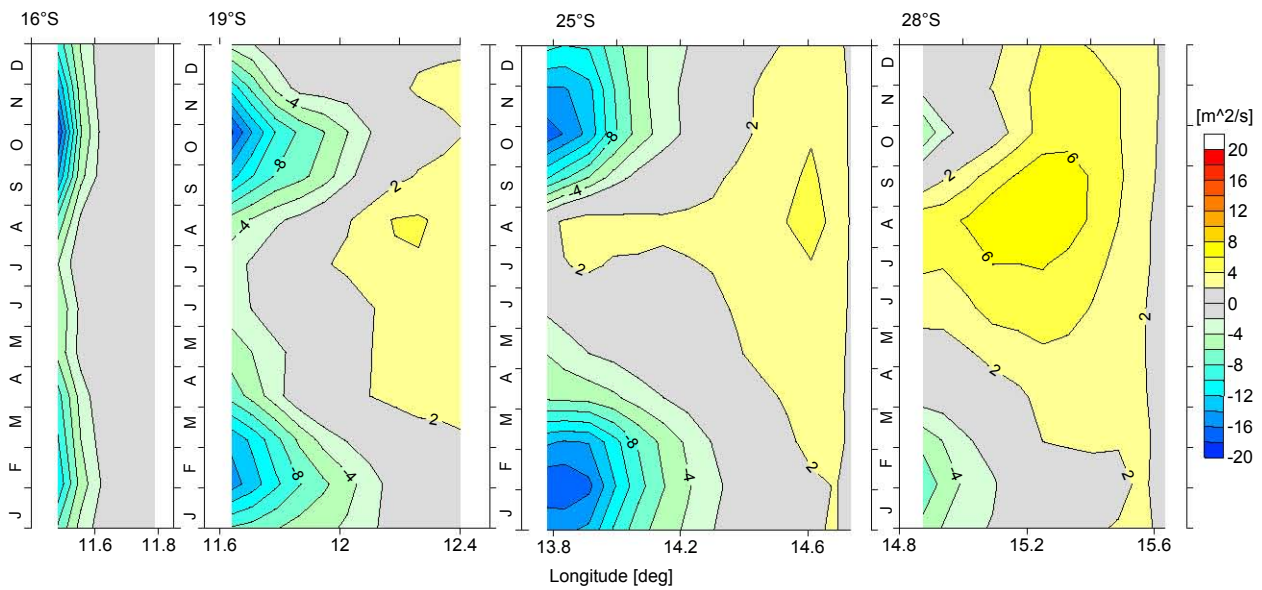 16°S 19°S 25°S 28°S
D D D D
N N N N
O O O O
S S S S
A A A A
J J J J
J J J J
M M M M
A A A A
M M M M
F F F F
J J J J
-4 -8 2 -4 2 -8 -4
2 -8 -4
2 -8 -4 2 2
6 2 6 2 2 -4 2
[m^2/s]
20
16
12
8
4
0
-4
-8
-12
-16
-20
11.6 11.8 11.6 12 12.4 13.8 14.2 14.6 14.8 15.2 15.6
Longitude [deg]